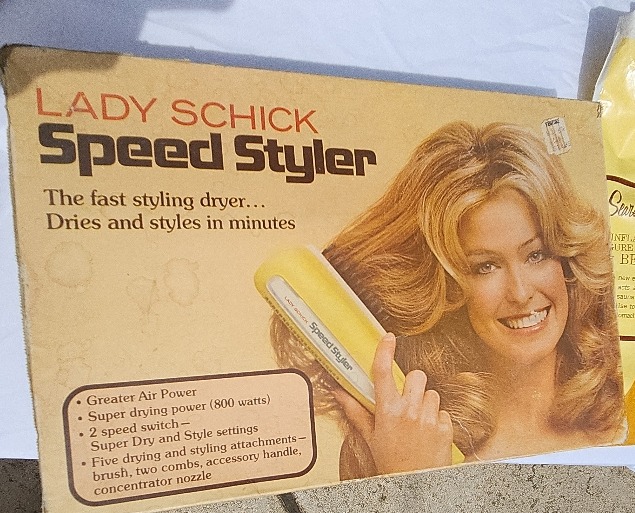 LADY SCHICK
Speed Styler
The fast styling dryer...
Dries and styles in minutes
LADY SCHICK
Speed Styler
• Greater Air Power
• Super drying power (800 watts)
• 2 speed switch—
Super Dry and Style settings
• Five drying and styling attachments—
brush, two combs, accessory handle,
concentrator nozzle